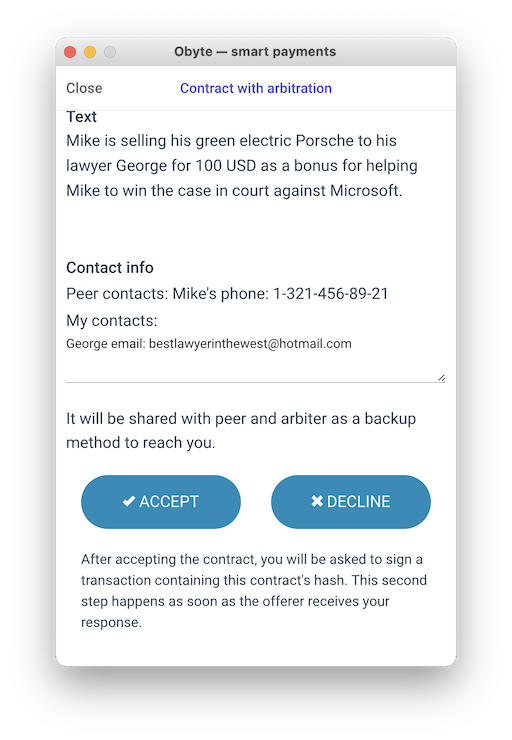 Obyte — smart payments
Close
Contract with arbitration
Text
Mike is selling his green electric Porsche to his
lawyer George for 100 USD as a bonus for helping
Mike to win the case in court against Microsoft.
Contact info
Peer contacts: Mike's phone: 1-321-456-89-21
My contacts:
George email: bestlawyerinthewest@hotmail.com
It will be shared with peer and arbiter as a backup
method to reach you.
✔ ACCEPT
✖ DECLINE
After accepting the contract, you will be asked to sign a
transaction containing this contract's hash. This second
step happens as soon as the offerer receives your
response.